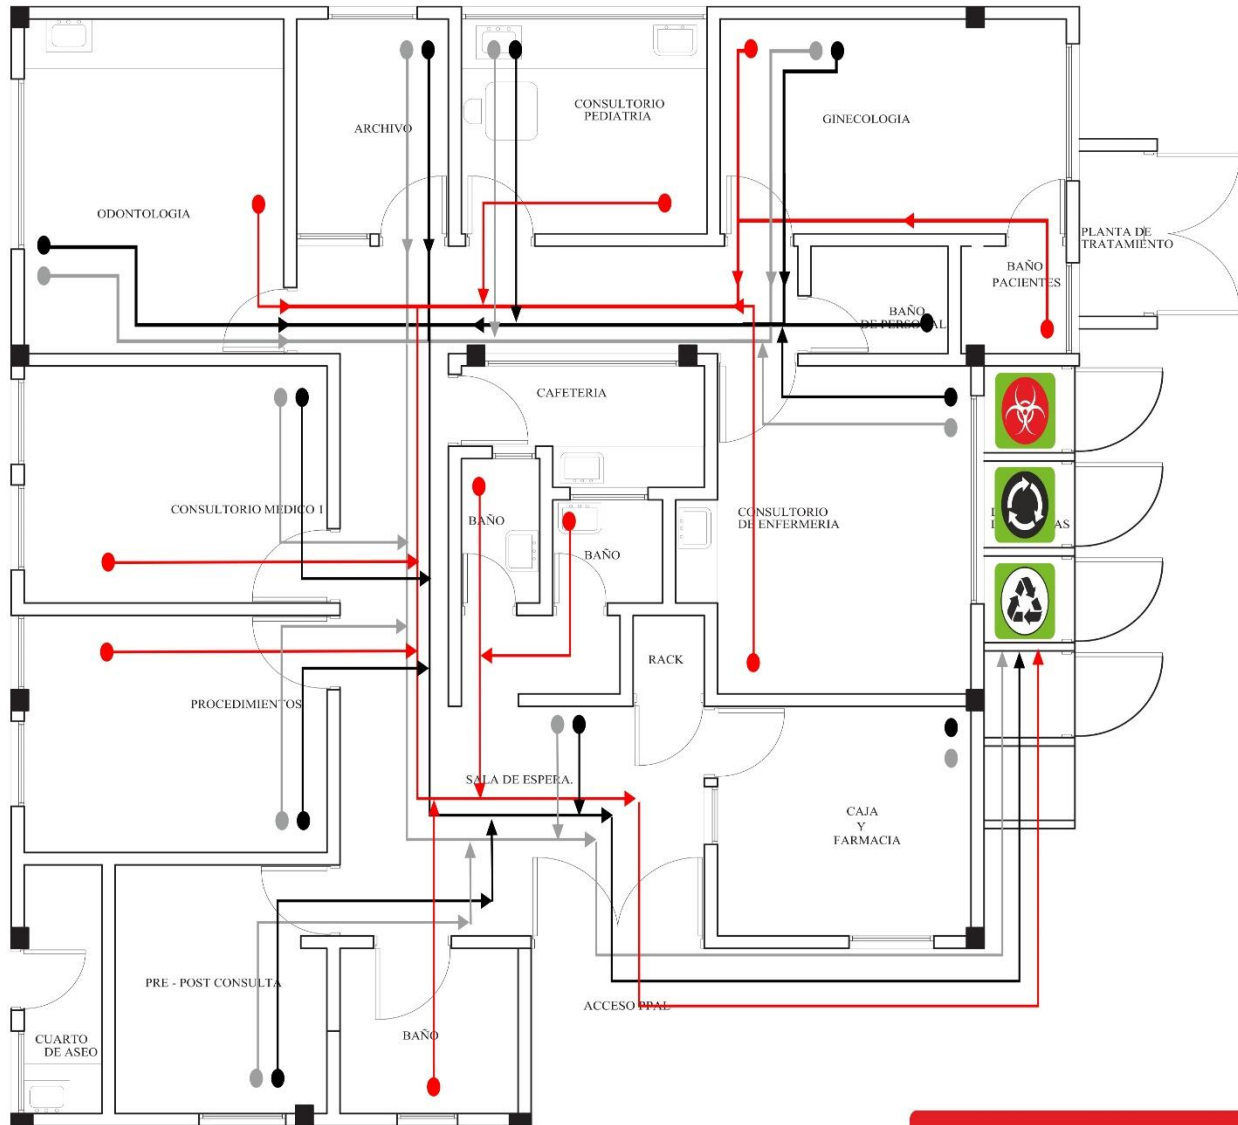 CONSULTORIO
PEDIATRIA
GINECOLOGIA
ARCHIVO
ODONTOLOGIA
PLANTA DE
TRATAMIENTO
BAÑO
PACIENTES
BAÑO
DE PERSONAL
CAFETERIA
CONSULTORIO MEDICO 1
BAÑO
BAÑO
CONSULTORIO
DE ENFERMERIA
RACK
PROCEDIMIENTOS
SALA DE ESPERA.
CAJA
Y
FARMACIA
PRE - POST CONSULTA
ACCESO PPAL
BAÑO
CUARTO
DE ASEO